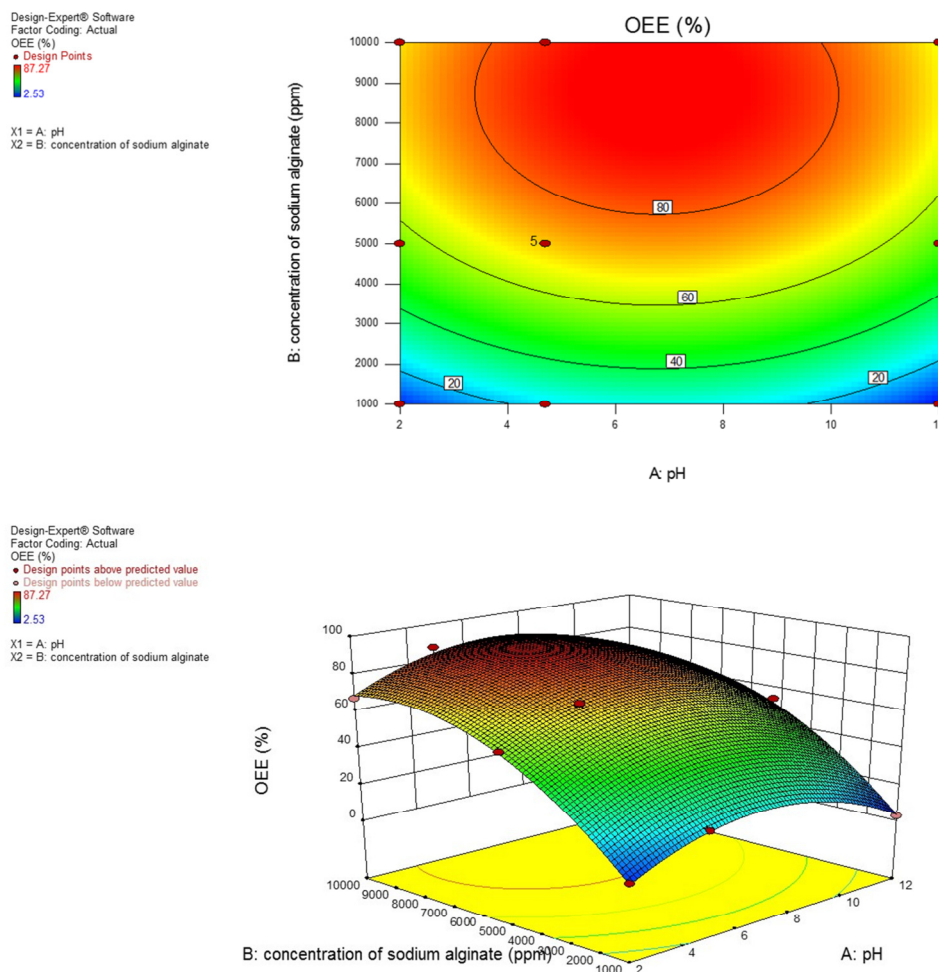 Design-Expert® Software
Factor Coding: Actual
OEE (%)
Design Points
87.27
2.53
X1 = A: pH
X2 = B: concentration of sodium alginate
OEE (%)
B: concentration of sodium alginate (ppm)
10000
9000
8000
7000
6000
5000
4000
3000
2000
1000
80
5
60
40
20
20
2
4
6
8
10
A: pH
Design-Expert® Software
Factor Coding: Actual
OEE (%)
Design points above predicted value
Design points below predicted value
87.27
2.53
X1 = A: pH
X2 = B: concentration of sodium alginate
OEE (%)
100
80
60
40
20
0
10000
9000
8000
7000
6000
5000
4000
3000
2000
1000
2
4
6
8
10
12
B: concentration of sodium alginate (ppm)
A: pH